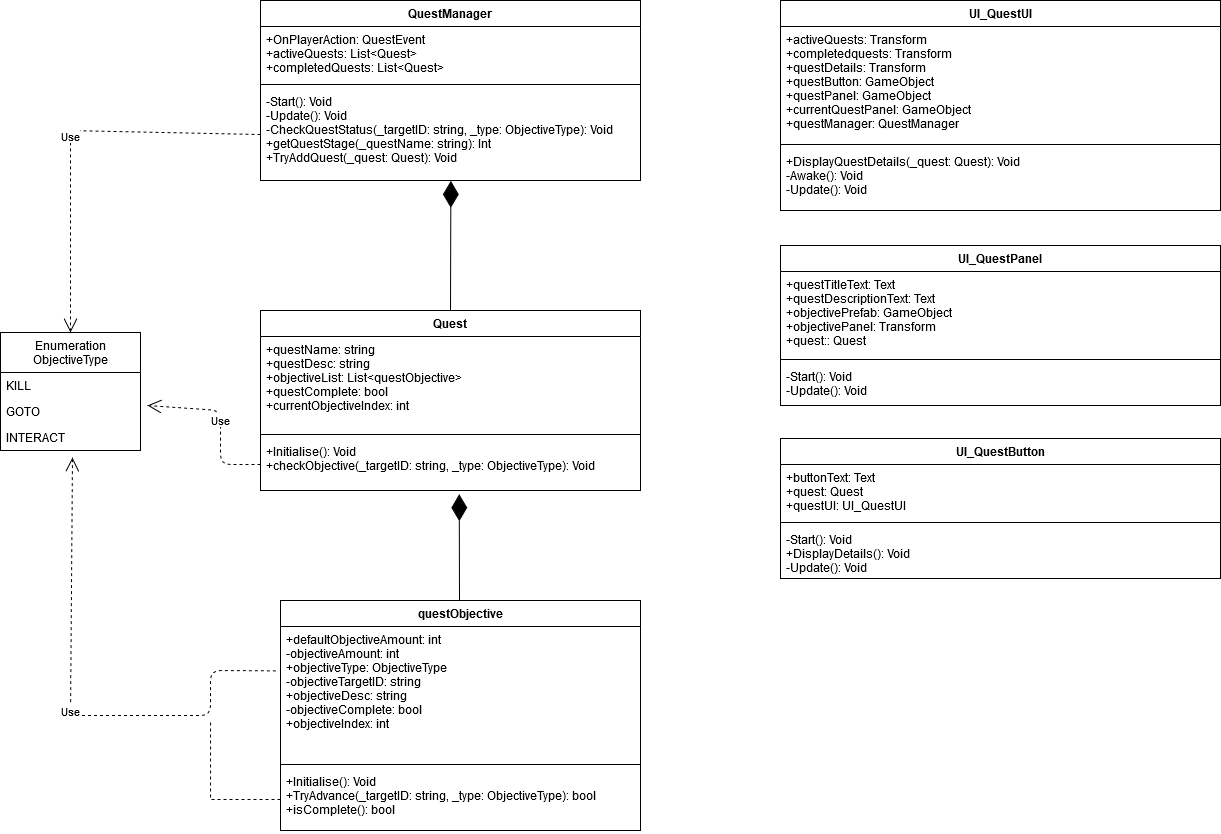 QuestManager
+OnPlayerAction: QuestEvent
+activeQuests: List<Quest>
+completedQuests: List<Quest>
-Start(): Void
-Update(): Void
-CheckQuestStatus(_targetID: string, _type: ObjectiveType): Void
+getQuestStage(_questName: string): Int
+TryAddQuest(_quest: Quest): Void
Use
Enumeration
ObjectiveType
KILL
GOTO
INTERACT
Quest
+questName: string
+questDesc: string
+objectiveList: List<questObjective>
+questComplete: bool
+currentObjectiveIndex: int
+Initialise(): Void
+checkObjective(_targetID: string, _type: ObjectiveType): Void
Use
questObjective
+defaultObjectiveAmount: int
-objectiveAmount: int
+objectiveType: ObjectiveType
-objectiveTargetID: string
+objectiveDesc: string
-objectiveComplete: bool
+objectiveIndex: int
+Initialise(): Void
+TryAdvance(_targetID: string, _type: ObjectiveType): bool
+isComplete(): bool
Use
UI_QuestUI
+activeQuests: Transform
+completedquests: Transform
+questDetails: Transform
+questButton: GameObject
+questPanel: GameObject
+currentQuestPanel: GameObject
+questManager: QuestManager
+DisplayQuestDetails(_quest: Quest): Void
-Awake(): Void
-Update(): Void
UI_QuestPanel
+questTitleText: Text
+questDescriptionText: Text
+objectivePrefab: GameObject
+objectivePanel: Transform
+quest:: Quest
-Start(): Void
-Update(): Void
UI_QuestButton
+buttonText: Text
+quest: Quest
+questUI: UI_QuestUI
-Start(): Void
+DisplayDetails(): Void
-Update(): Void